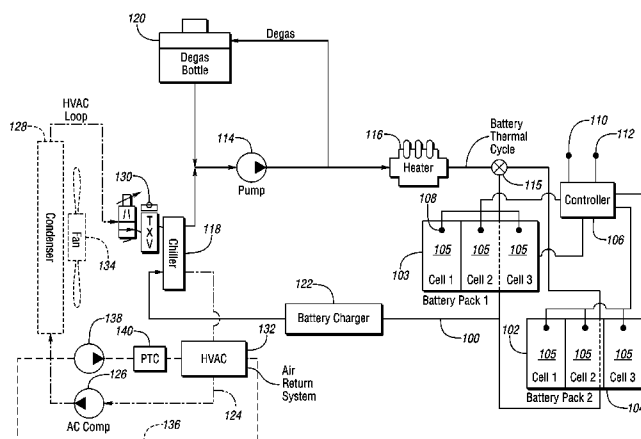 120
Degas
Bottle
Degas
HVAC
Loop
128
114
Pump
116
Heater
Battery
Thermal
Cycle
115
110
112
Controller
106
130
TXV
Chiller
118
Condenser
Fan
134
108
105
105
105
Cell 1
Cell 2
Cell 3
103
Battery Pack 1
122
Battery Charger
100
138
140
PTC
132
HVAC
Air
Return
System
126
AC Comp
124
136
102
105
105
105
Cell 1
Cell 2
Cell 3
Battery Pack 2
104